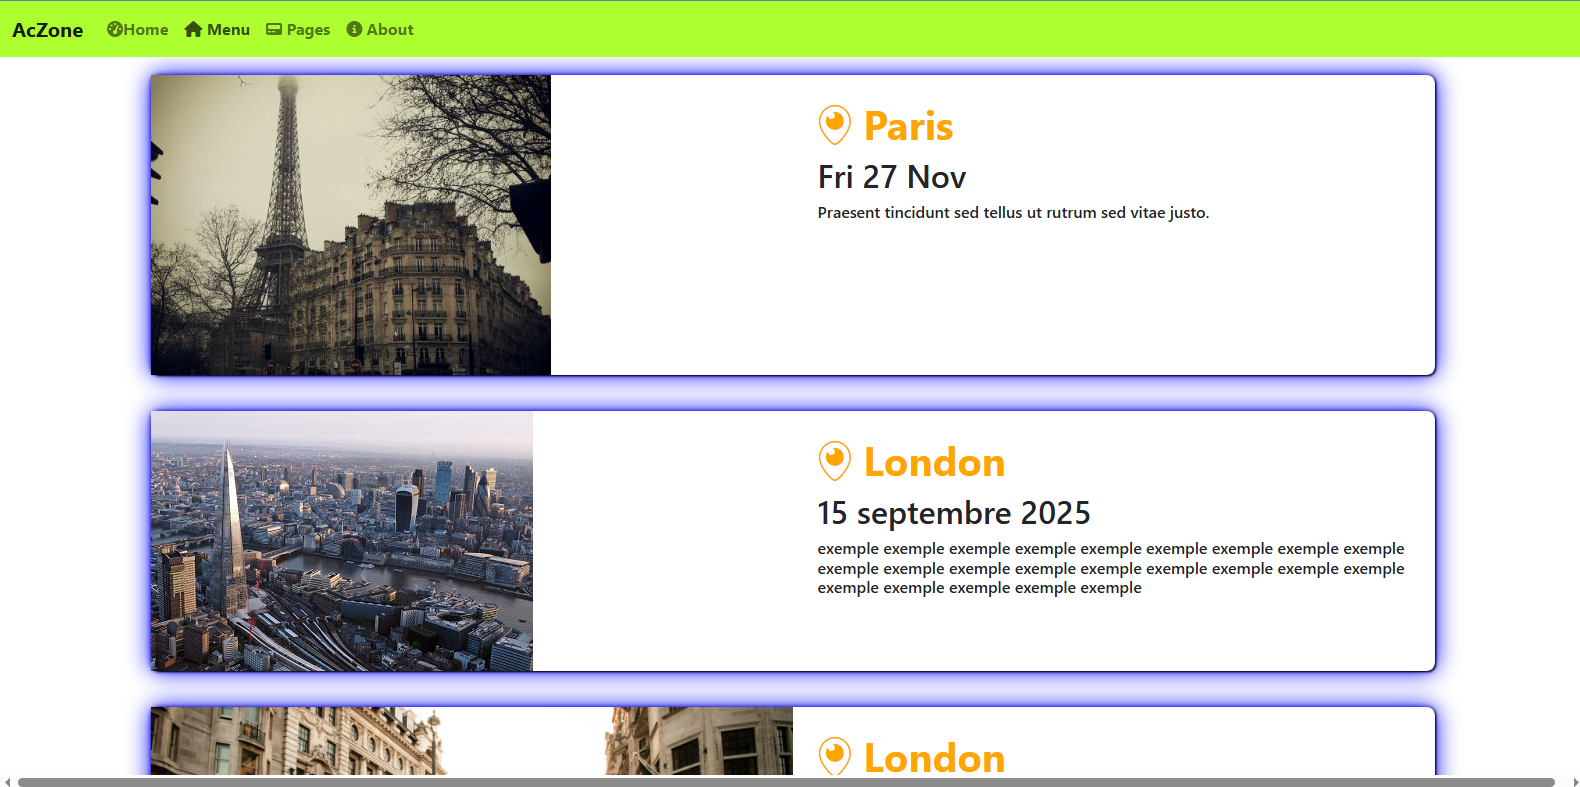 AcZone Home Menu Pages About
Paris
Fri 27 Nov
Praesent tincidunt sed tellus ut rutrum sed vitae justo.
London
15 septembre 2025
exemple exemple exemple exemple exemple exemple exemple exemple exemple
exemple exemple exemple exemple exemple exemple exemple exemple exemple
exemple exemple exemple exemple exemple
London